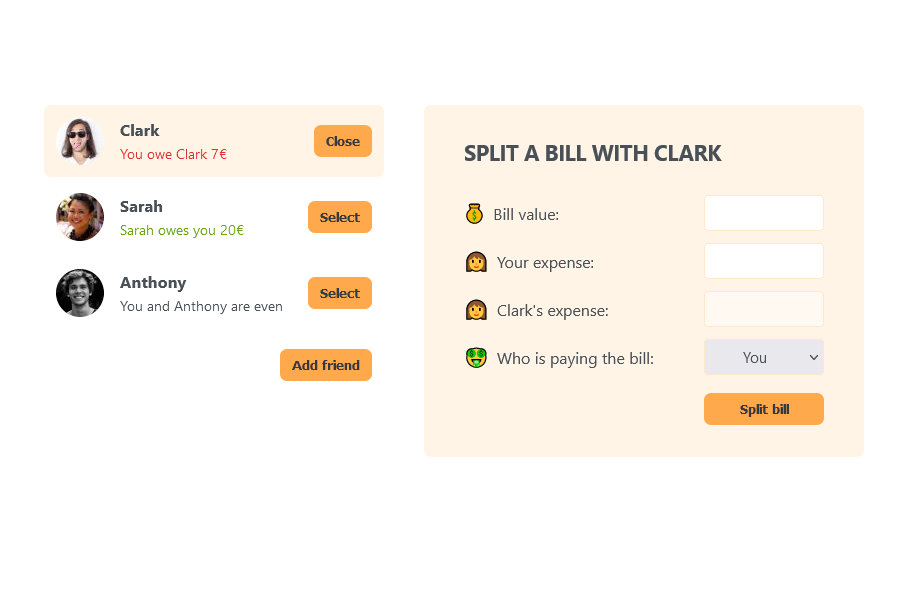 Clark
You owe Clark 7€
Close
Sarah
Sarah owes you 20€
Select
Anthony
You and Anthony are even
Select
Add friend
SPLIT A BILL WITH CLARK
💰 Bill value:
👩 Your expense:
👩 Clark's expense:
🤑 Who is paying the bill:
You
Split bill